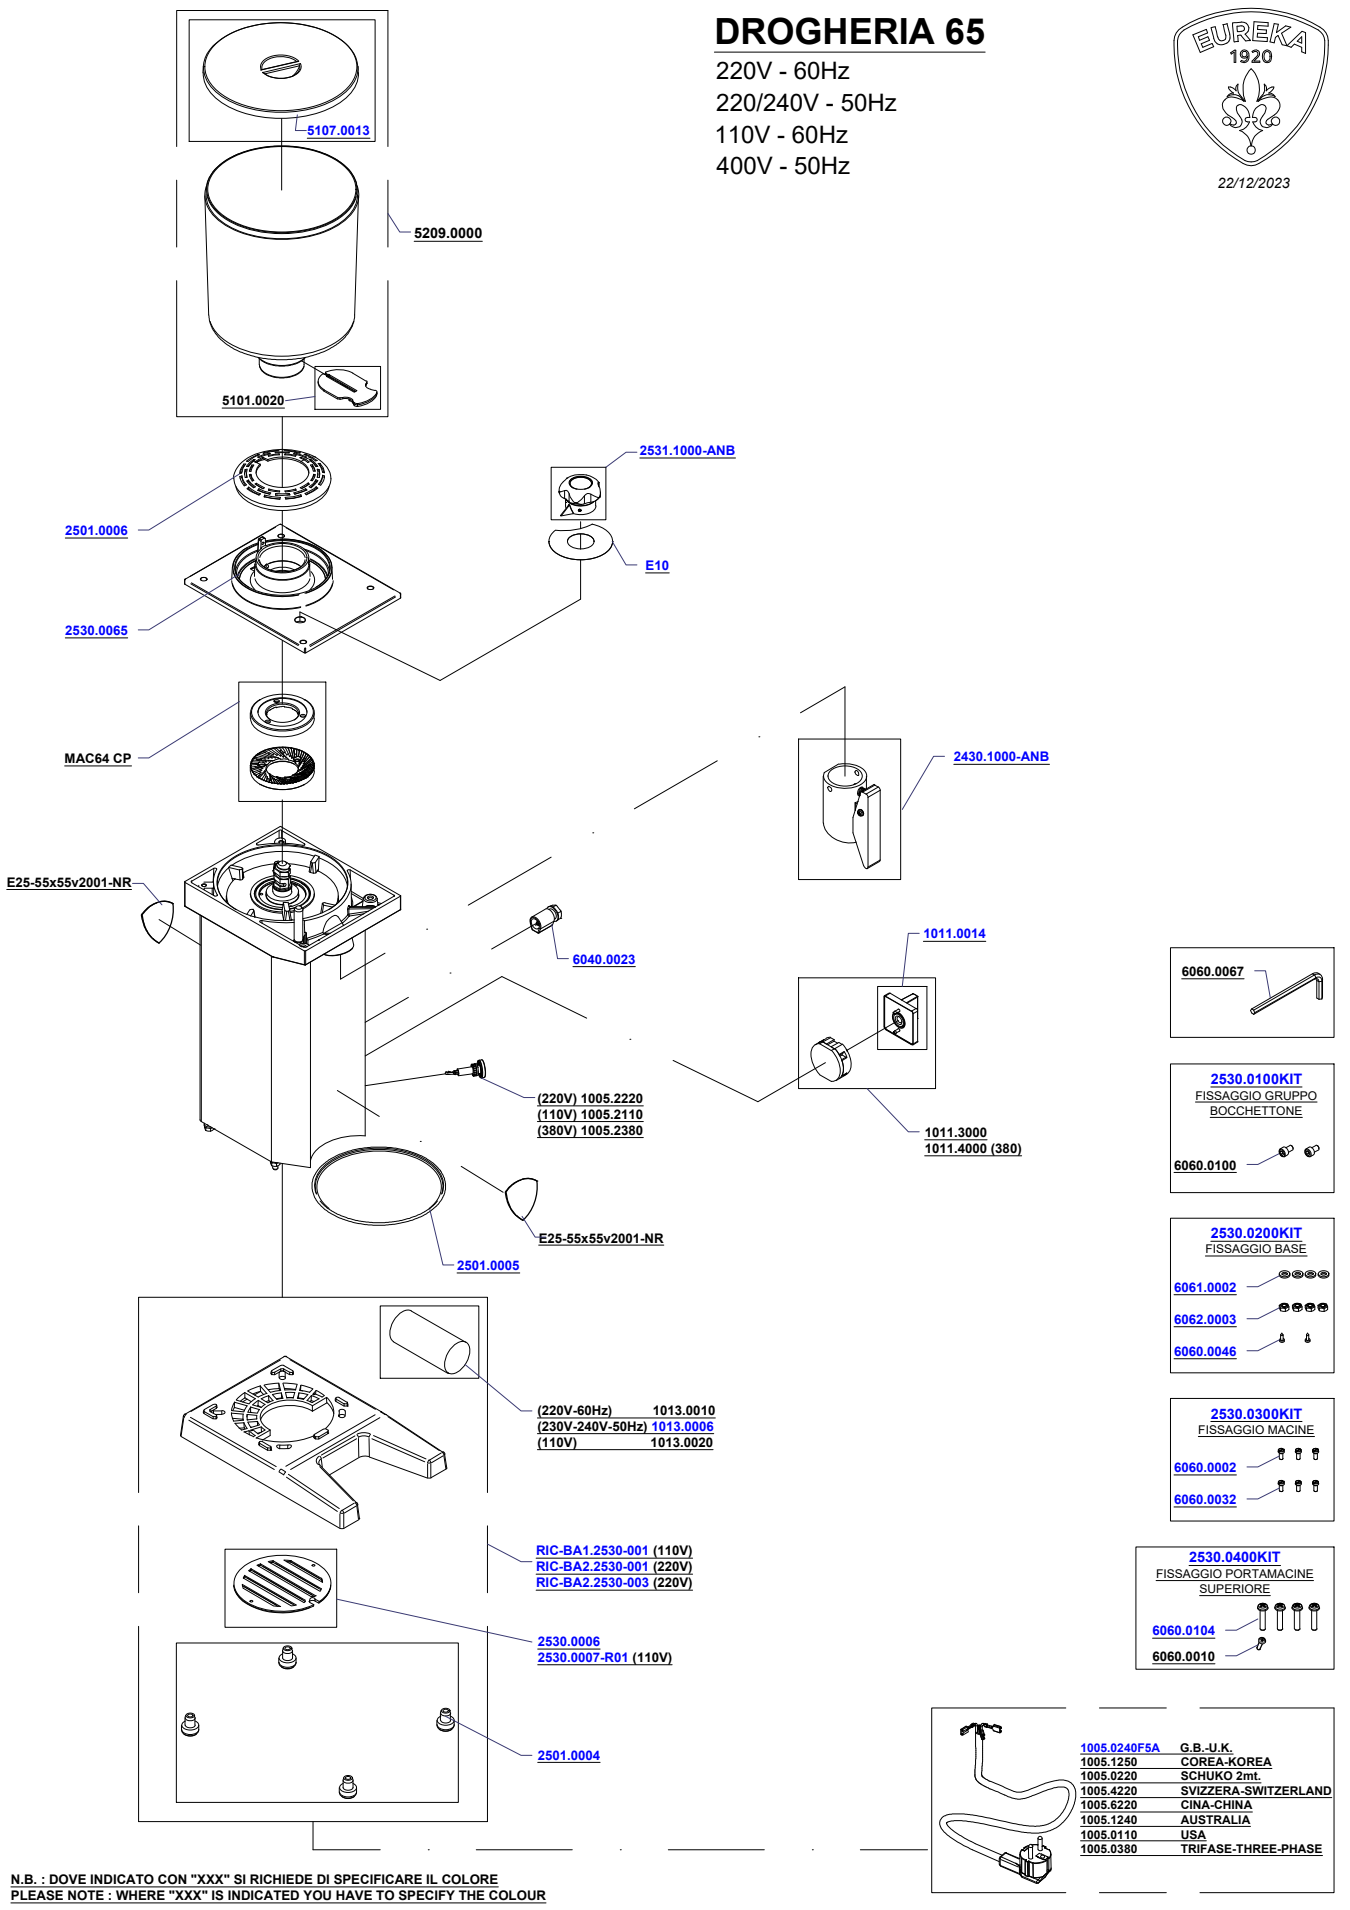 DROGHERIA 65
220V - 60Hz
220/240V - 50Hz
110V - 60Hz
400V - 50Hz
EUREKA
1920
22/12/2023
5107.0013
5209.0000
5101.0020
2531.1000-ANB
2501.0006
E10
2530.0065
MAC64 CP
2430.1000-ANB
E25-55x55v2001-NR
6040.0023
1011.0014
(220V) 1005.2220
(110V) 1005.2110
(380V) 1005.2380
1011.3000
1011.4000 (380)
E25-55x55v2001-NR
2501.0005
(220V-60Hz) 1013.0010
(230V-240V-50Hz) 1013.0006
(110V) 1013.0020
RIC-BA1.2530-001 (110V)
RIC-BA2.2530-001 (220V)
RIC-BA2.2530-003 (220V)
2530.0006
2530.0007-R01 (110V)
2501.0004
6060.0067
2530.0100KIT
FISSAGGIO GRUPPO
BOCCHETTONE
6060.0100
2530.0200KIT
FISSAGGIO BASE
6061.0002
6062.0003
6060.0046
2530.0300KIT
FISSAGGIO MACINE
6060.0002
6060.0032
2530.0400KIT
FISSAGGIO PORTAMACINE
SUPERIORE
6060.0104
6060.0010
1005.0240F5A G.B.-U.K.
1005.1250 COREA-KOREA
1005.0220 SCHUKO 2mt.
1005.4220 SVIZZERA-SWITZERLAND
1005.6220 CINA-CHINA
1005.1240 AUSTRALIA
1005.0110 USA
1005.0380 TRIFASE-THREE-PHASE
N.B. : DOVE INDICATO CON "XXX" SI RICHIEDE DI SPECIFICARE IL COLORE
PLEASE NOTE : WHERE "XXX" IS INDICATED YOU HAVE TO SPECIFY THE COLOUR